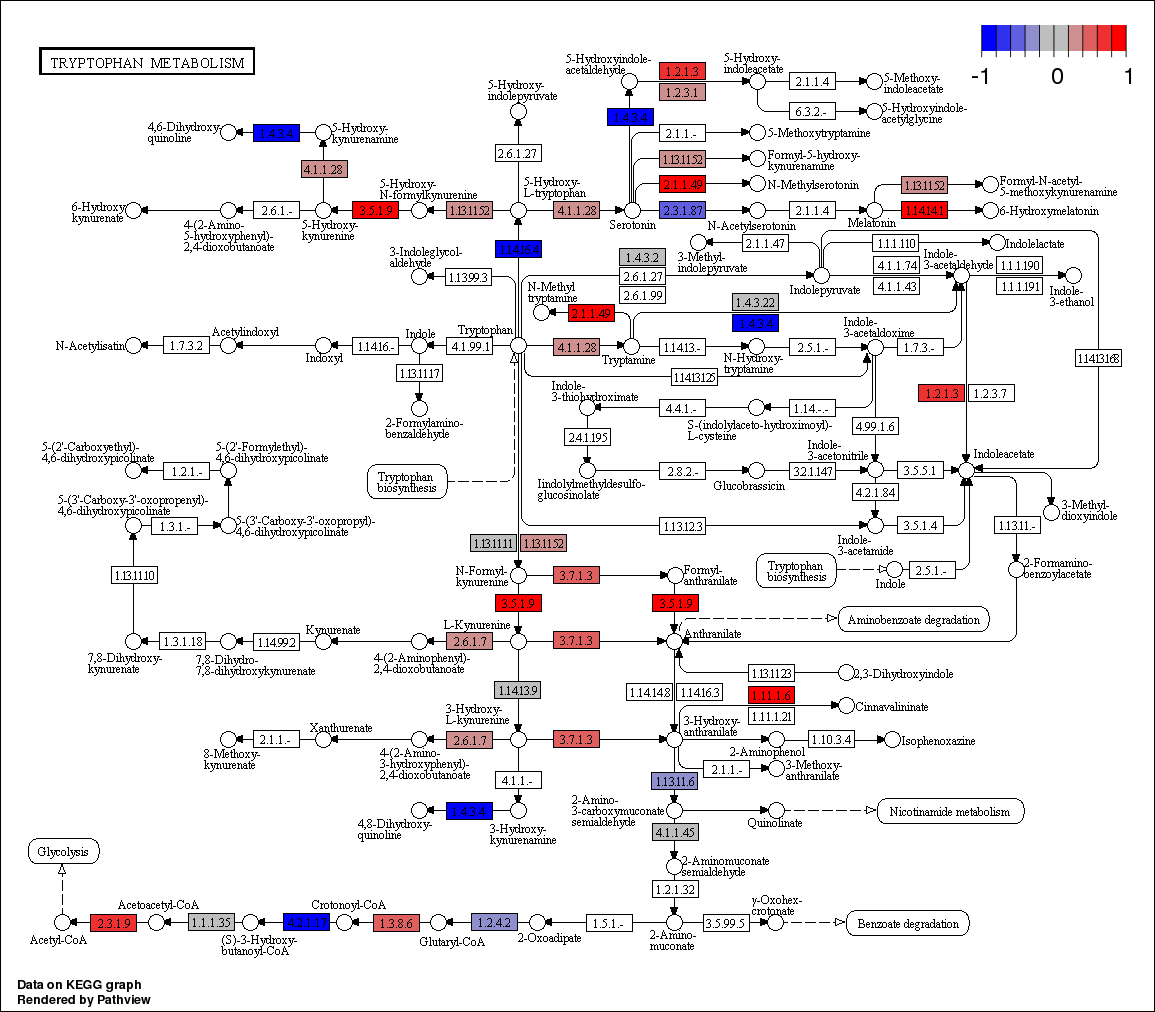 TRYPTOPHAN METABOLISM
-1 0 1
5-Hydroxyindole-
acetaldehyde
1.2.1.3
1.2.3.1
5-Hydroxy-
indoleacetate
2.1.1.4
5-Methoxy-
indoleacetate
6.3.2.-
5-Hydroxyindole-
acetylglycine
5-Hydroxy-
indolepyruvate
1.4.3.4
4,6-Dihydroxy-
quinoline
1.4.3.4
5-Hydroxy-
kynurenamine
2.1.1.-
5-Methoxytryptamine
2.6.1.27
1.13.11.52
Formyl-5-hydroxy-
kynurenamine
4.1.1.28
5-Hydroxy-
N-formylkynurenine
5-Hydroxy-
L-tryptophan
2.1.1.49
N-Methylserotonin
1.13.11.52
Formyl-N-acetyl-
5-methoxykynurenamine
6-Hydroxy-
kynurenate
2.6.1.-
3.5.1.9
1.13.11.52
4.1.1.28
2.3.1.87
2.1.1.4
1.14.14.1
6-Hydroxymelatonin
4-(2-Amino-
5-hydroxyphenyl)-
2,4-dioxobutanoate
5-Hydroxy-
kynurenine
Serotonin
N-Acetylserotonin
Melatonin
3-Indoleglycol-
aldehyde
2.1.1.47
3-Methyl-
indolepyruvate
1.1.1.110
Indolelactate
1.13.99.3
1.4.3.2
2.6.1.27
2.6.1.99
Indolepyruvate
4.1.1.74
4.1.1.43
Indole-
3-acetaldehyde
1.1.1.190
1.1.1.191
Indole-
3-ethanol
N-Methyl
tryptamine
2.1.1.49
1.4.3.22
1.4.3.4
N-Acetylisatin
1.7.3.2
Acetylindoxyl
Indoxyl
1.14.16.-
Indole
4.1.99.1
Tryptophan
4.1.1.28
Tryptamine
1.14.13.-
N-Hydroxy-
tryptamine
2.5.1.-
Indole-
3-acetaldoxime
1.7.3.-
1.14.13.168
1.13.11.17
1.14.13.125
2-Formylamino-
benzaldehyde
Indole-
3-thiohydroximate
4.4.1.-
1.14.-.-
S-(indolylaceto-hydroximoyl)-
L-cysteine
1.2.1.3
1.2.3.7
2.4.1.195
4.99.1.6
5-(2'-Carboxyethyl)-
4,6-dihydroxypicolinate
5-(2'-Formylethyl)-
4,6-dihydroxypicolinate
1.2.1.-
Tryptophan
biosynthesis
Iindolylmethyldesulfo-
glucosinolate
2.8.2.-
Glucobrassicin
3.2.1.147
Indole-
3-acetonitrile
3.5.5.1
Indoleacetate
4.2.1.84
5-(3'-Carboxy-3'-oxopropenyl)-
4,6-dihydroxypicolinate
1.3.1.-
5-(3'-Carboxy-3'-oxopropyl)-
4,6-dihydroxypicolinate
1.13.12.3
3.5.1.4
Indole-
3-acetamide
1.13.11.-
3-Methyl-
dioxyindole
1.13.11.11
1.13.11.52
1.13.11.10
N-Formyl-
kynurenine
3.7.1.3
Formyl-
anthranilate
Tryptophan
biosynthesis
Indole
2.5.1.-
2-Formamino-
benzoylacetate
3.5.1.9
3.5.1.9
Aminobenzoate degradation
7,8-Dihydroxy-
kynurenate
1.3.1.18
7,8-Dihydro-
7,8-dihydroxykynurenate
1.14.99.2
Kynurenate
4-(2-Aminophenyl)-
2,4-dioxobutanoate
2.6.1.7
L-Kynurenine
3.7.1.3
Anthranilate
1.13.11.23
2,3-Dihydroxyindole
1.14.13.9
1.14.14.8
1.14.16.3
1.11.1.6
1.11.1.21
Cinnavalininate
8-Methoxy-
kynurenate
2.1.1.-
Xanthurenate
4-(2-Amino-
3-hydroxyphenyl)-
2,4-dioxobutanoate
2.6.1.7
3-Hydroxy-
L-kynurenine
3.7.1.3
3-Hydroxy-
anthranilate
2-Aminophenol
1.10.3.4
Isophenoxazine
2.1.1.-
3-Methoxy-
anthranilate
4.1.1.-
1.13.11.6
4,8-Dihydroxy-
quinoline
1.4.3.4
3-Hydroxy-
kynurenamine
2-Amino-
3-carboxymuconate
semialdehyde
Quinolinate
Nicotinamide metabolism
4.1.1.45
Glycolysis
2-Aminomuconate
semialdehyde
1.2.1.32
Acetyl-CoA
2.3.1.9
Acetoacetyl-CoA
1.1.1.35
(S)-3-Hydroxy-
butanoyl-CoA
4.2.1.17
Crotonoyl-CoA
1.3.8.6
Glutaryl-CoA
1.2.4.2
2-Oxoadipate
1.5.1.-
2-Amino-
muconate
3.5.99.5
γ-Oxohex-
crotonate
Benzoate degradation
Data on KEGG graph
Rendered by Pathview